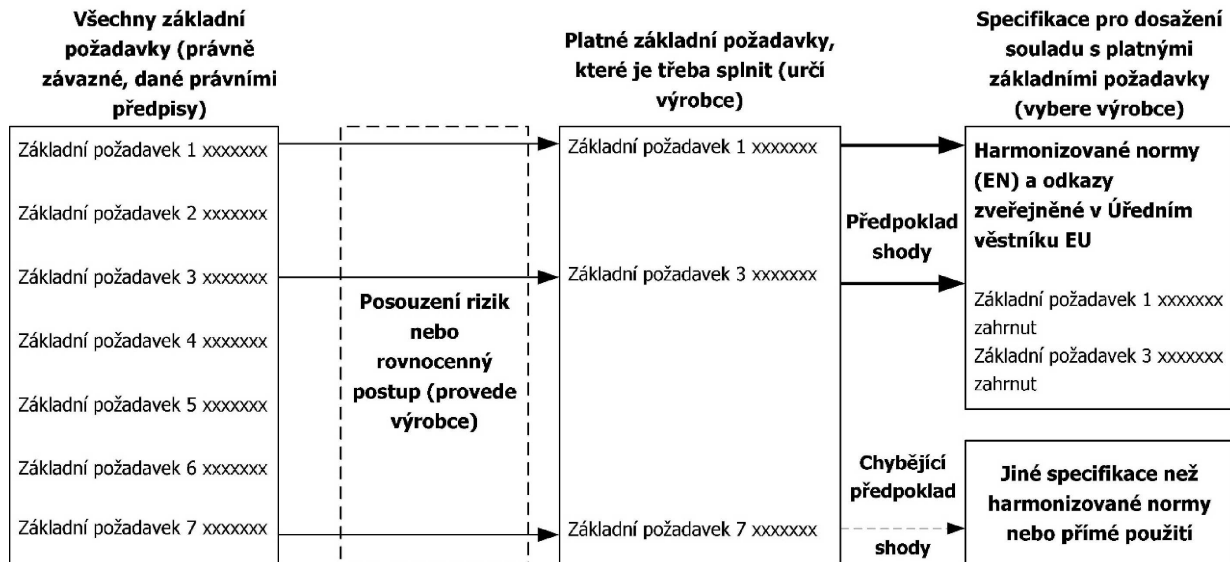 Všechny základní
požadavky (právně
závazné, dané právními
předpisy)
Základní požadavek 1 xxxxxxx
Základní požadavek 2 xxxxxxx
Základní požadavek 3 xxxxxxx
Základní požadavek 4 xxxxxxx
Základní požadavek 5 xxxxxxx
Základní požadavek 6 xxxxxxx
Základní požadavek 7 xxxxxxx
Posouzení rizik
nebo
rovnocenný
postup (provede
výrobce)
Platné základní požadavky,
které je třeba splnit (určí
výrobce)
Základní požadavek 1 xxxxxxx
Základní požadavek 3 xxxxxxx
Základní požadavek 7 xxxxxxx
Předpoklad
shody
Chybějící
předpoklad
shody
Specifikace pro dosažení
souladu s platnými
základními požadavky
(vybere výrobce)
Harmonizované normy
(EN) a odkazy
zveřejněné v Úředním
věstníku EU
Základní požadavek 1 xxxxxxx
zahrnut
Základní požadavek 3 xxxxxxx
zahrnut
Jiné specifikace než
harmonizované normy
nebo přímé použití